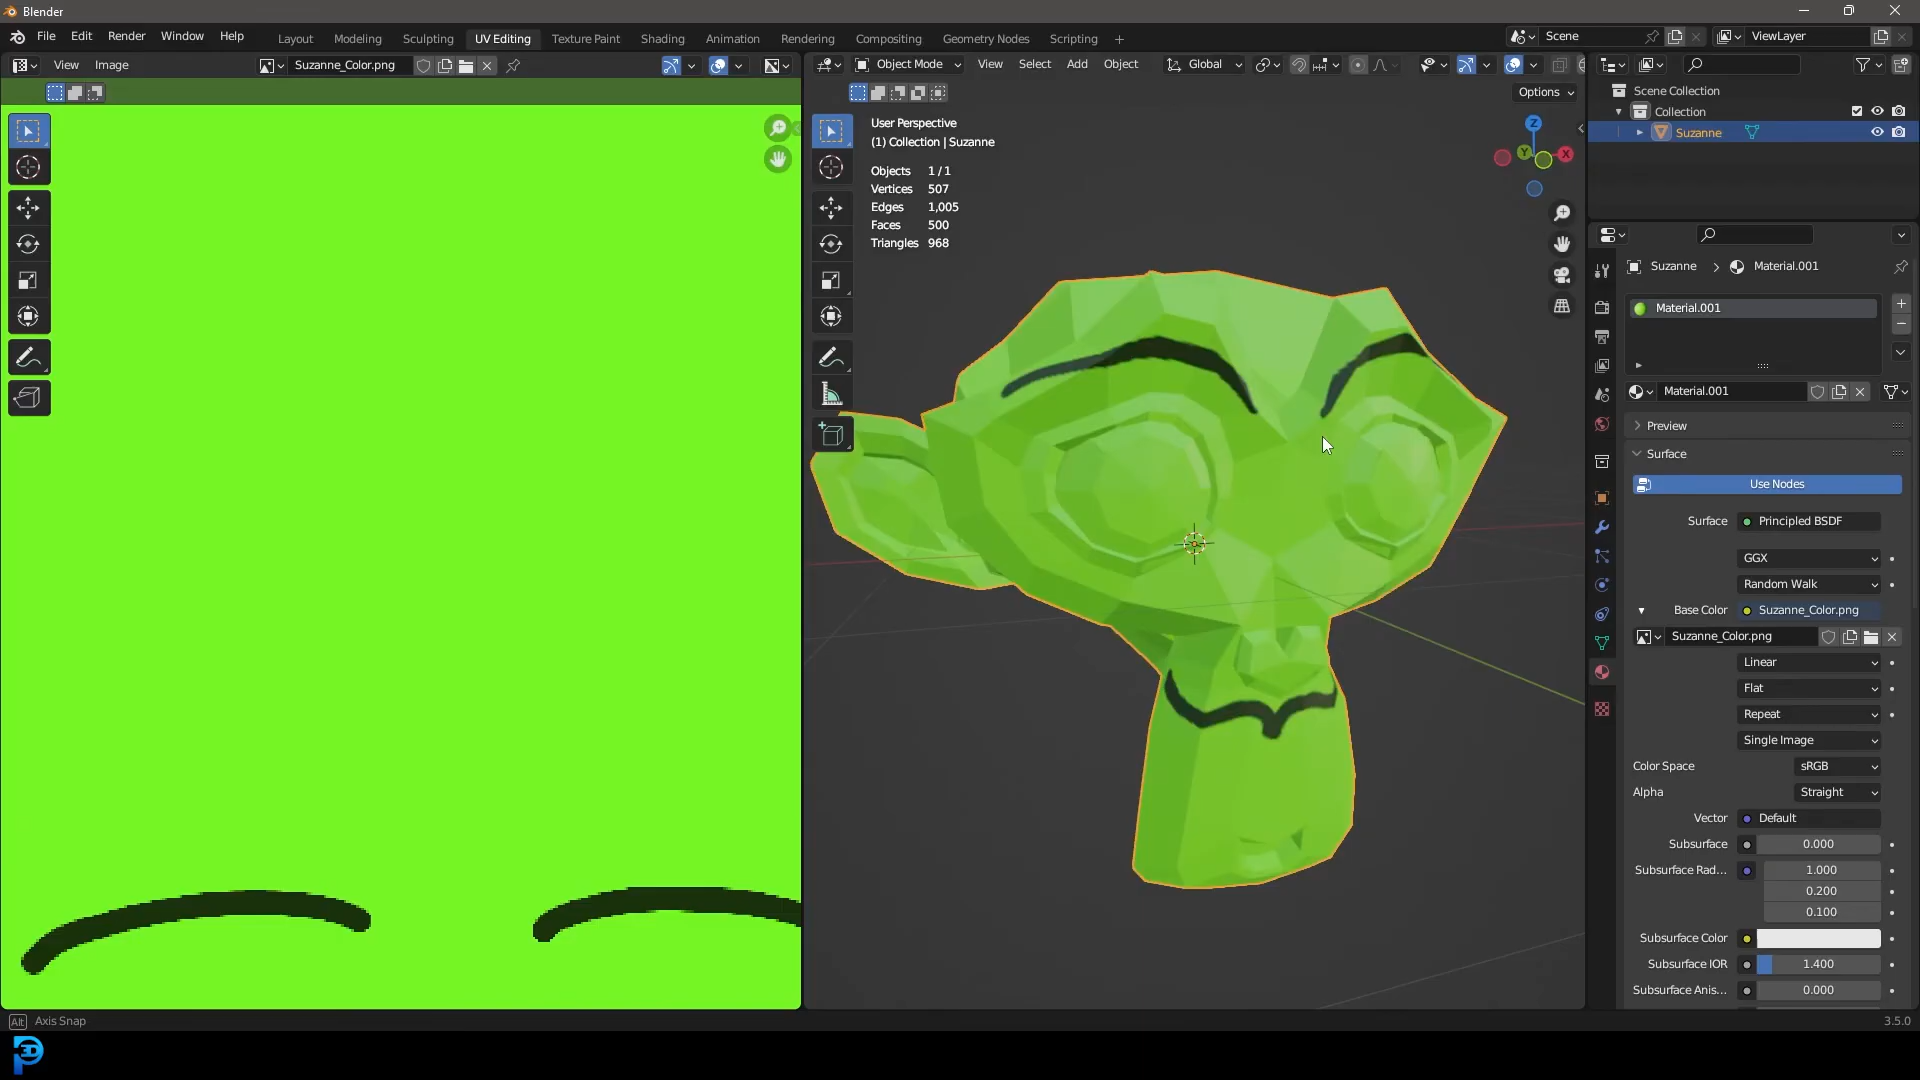 Blender
File Edit Render Window Help Layout Modeling Sculpting UV Editing Texture Paint Shading Animation Rendering Compositing Geometry Nodes Scripting + Scene ViewLayer
View Image Suzanne_Color.png Object Mode View Select Add Object Global
Options
User Perspective
(1) Collection | Suzanne
Objects 1 / 1
Vertices 507
Edges 1,005
Faces 500
Triangles 968
Z
Y
X
Scene Collection
Collection
Suzanne
Suzanne > Material.001
Material.001
Material.001
Preview
Surface
Use Nodes
Surface Principled BSDF
GGX
Random Walk
Base Color Suzanne_Color.png
Suzanne_Color.png
Linear
Flat
Repeat
Single Image
Color Space sRGB
Alpha Straight
Vector Default
Subsurface 0.000
Subsurface Rad... 1.000
0.200
0.100
Subsurface Color
Subsurface IOR 1.400
Subsurface Anis... 0.000
Alt Axis Snap
3.5.0
3D